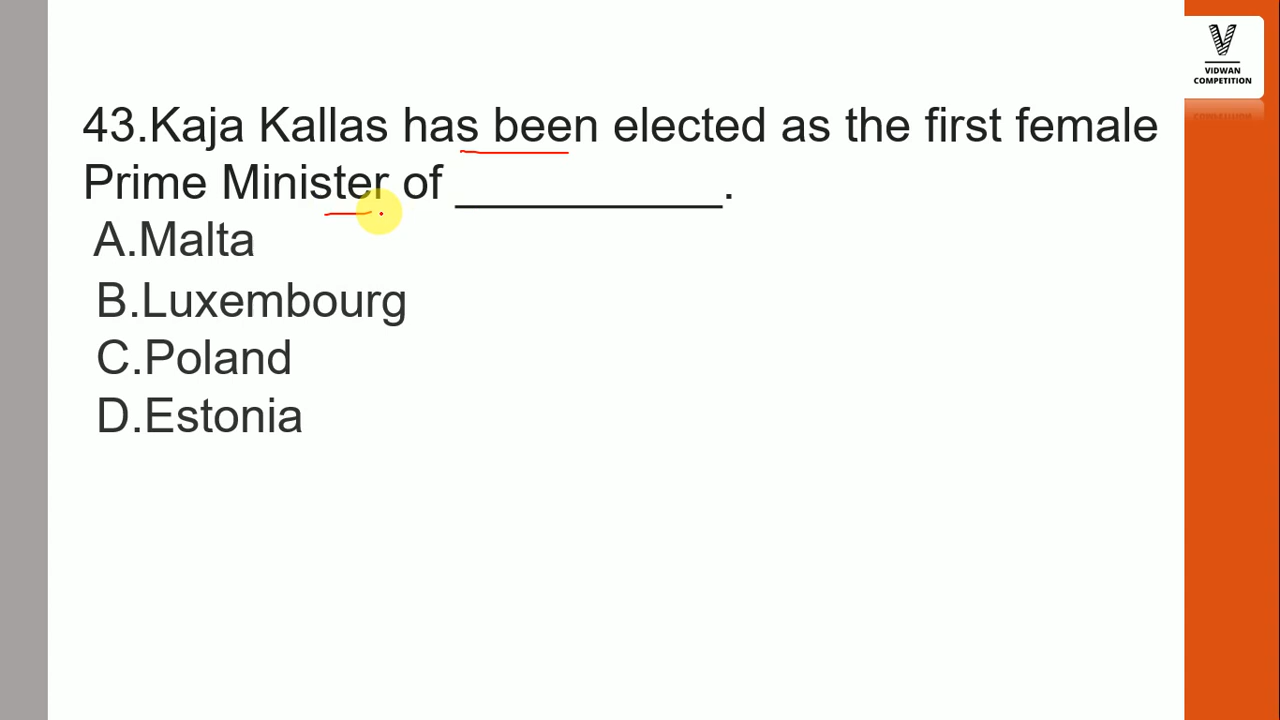 VIDWAN
COMPETITION
43.Kaja Kallas has been elected as the first female
Prime Minister of ___________.
A.Malta
B.Luxembourg
C.Poland
D.Estonia